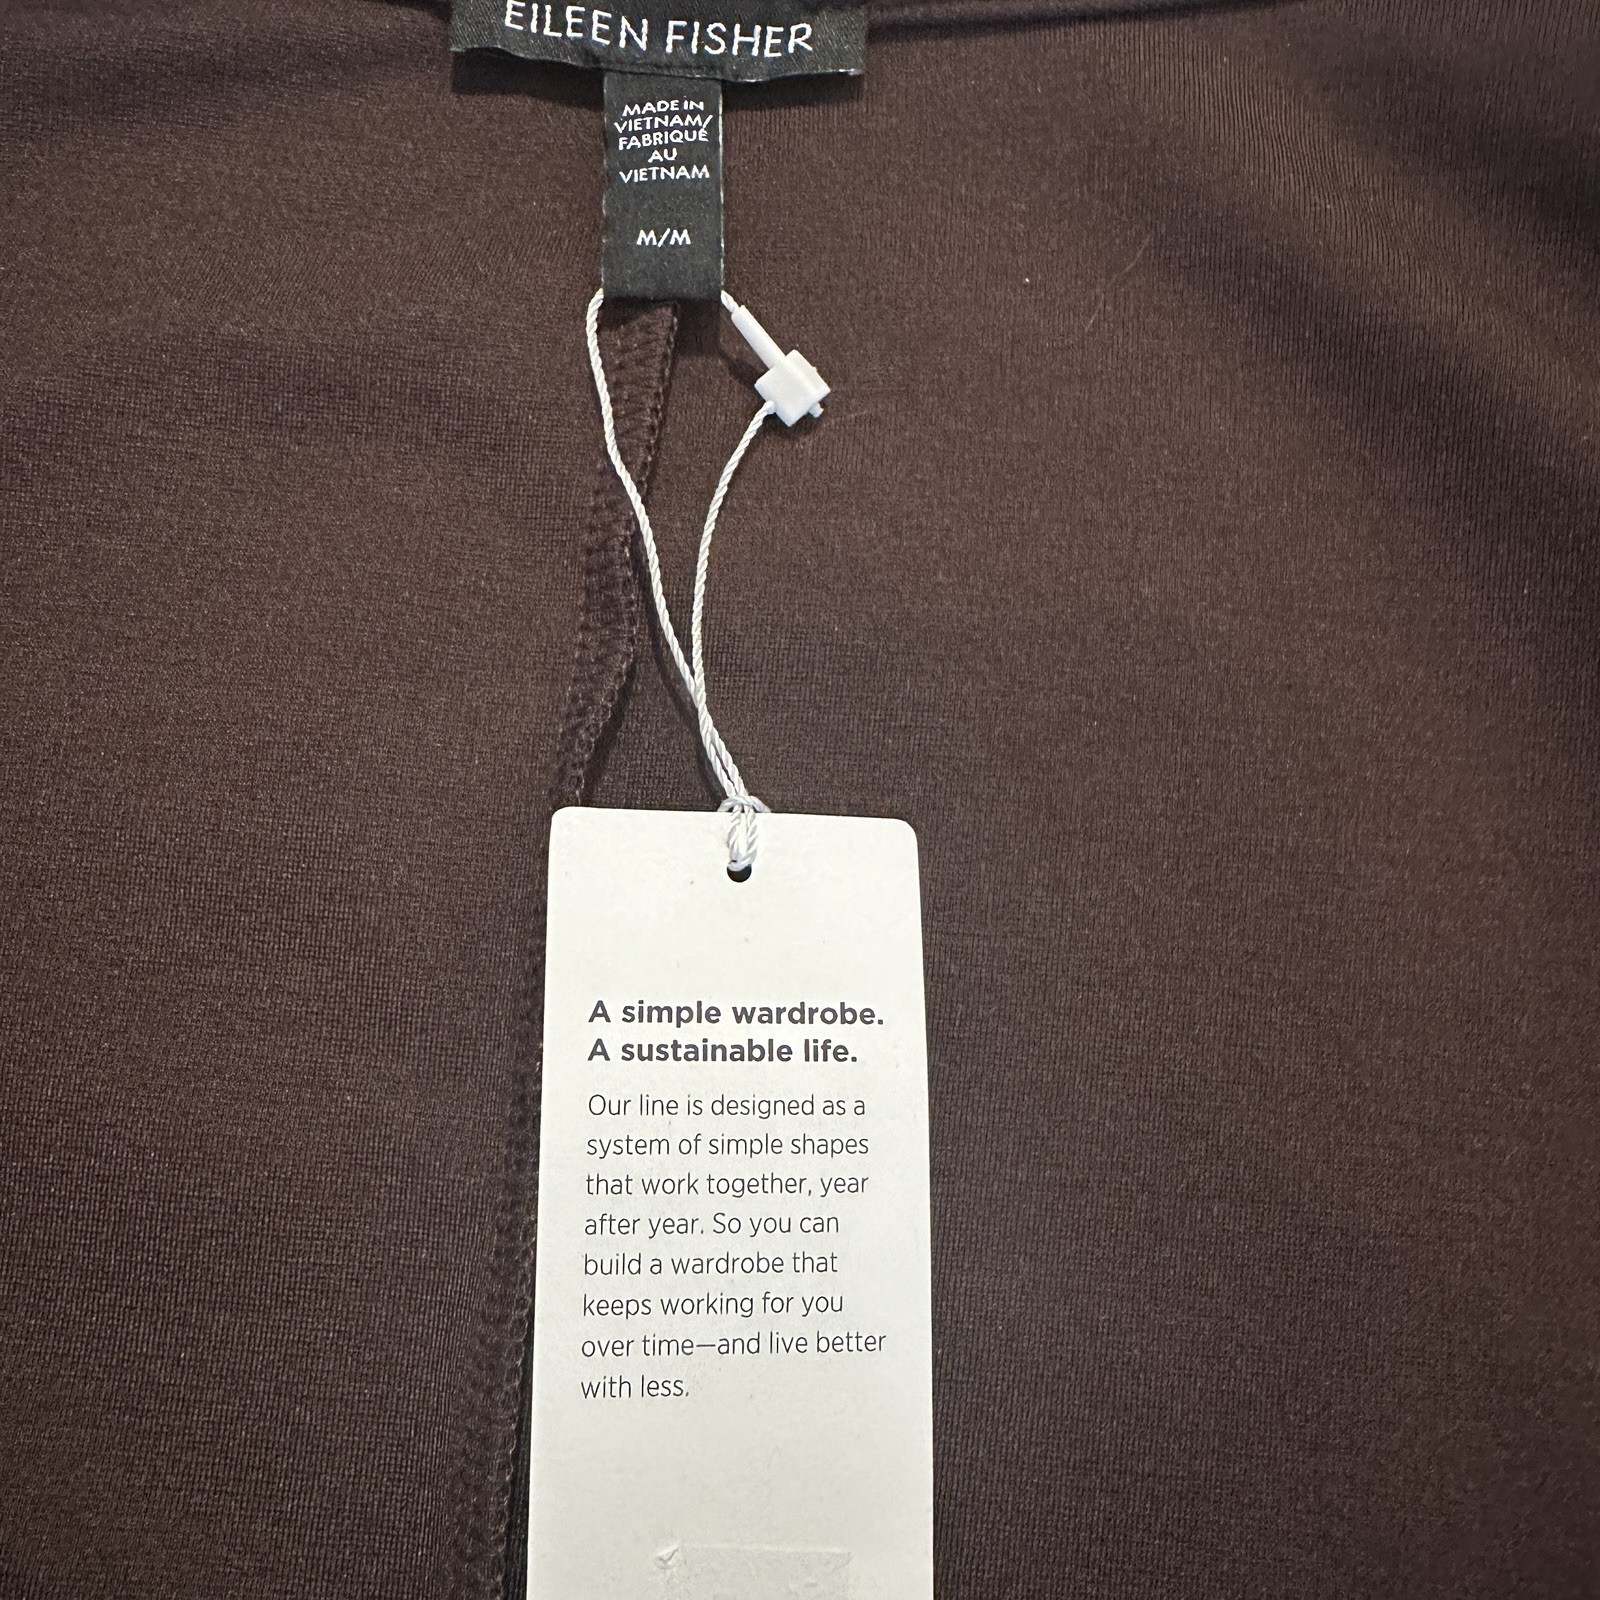 EILEEN FISHER
MADE IN
VIETNAM/
FABRIQUÉ
AU
VIETNAM
M/M
A simple wardrobe.
A sustainable life.
Our line is designed as a
system of simple shapes
that work together, year
after year. So you can
build a wardrobe that
keeps working for you
over time—and live better
with less.